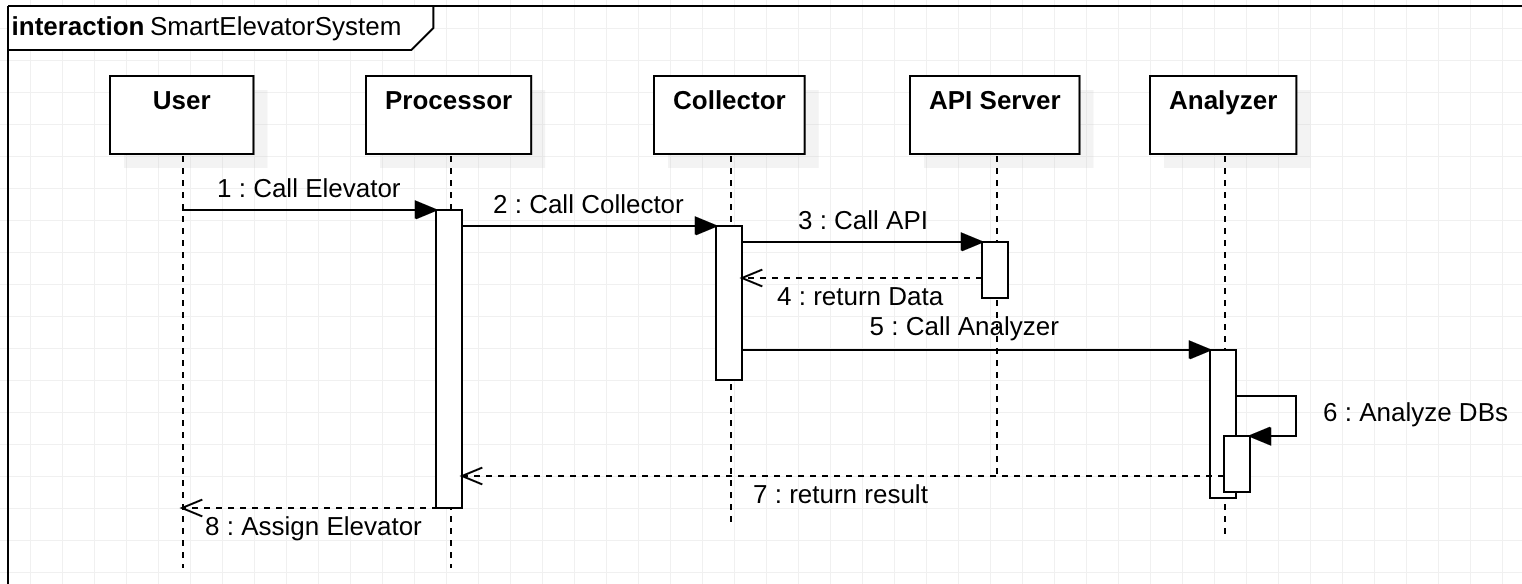 interaction SmartElevatorSystem
User
Processor
Collector
API Server
Analyzer
1 : Call Elevator
2 : Call Collector
3 : Call API
4 : return Data
5 : Call Analyzer
6 : Analyze DBs
7 : return result
8 : Assign Elevator